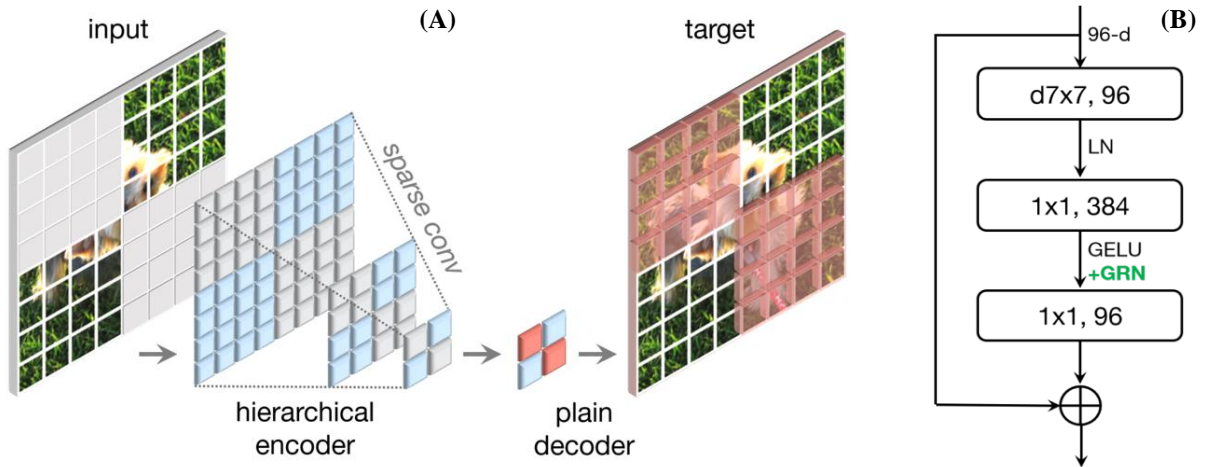 (A)
input
target
sparse conv
hierarchical
encoder
plain
decoder
(B)
96-d
d7x7, 96
LN
1x1, 384
GELU
+GRN
1x1, 96